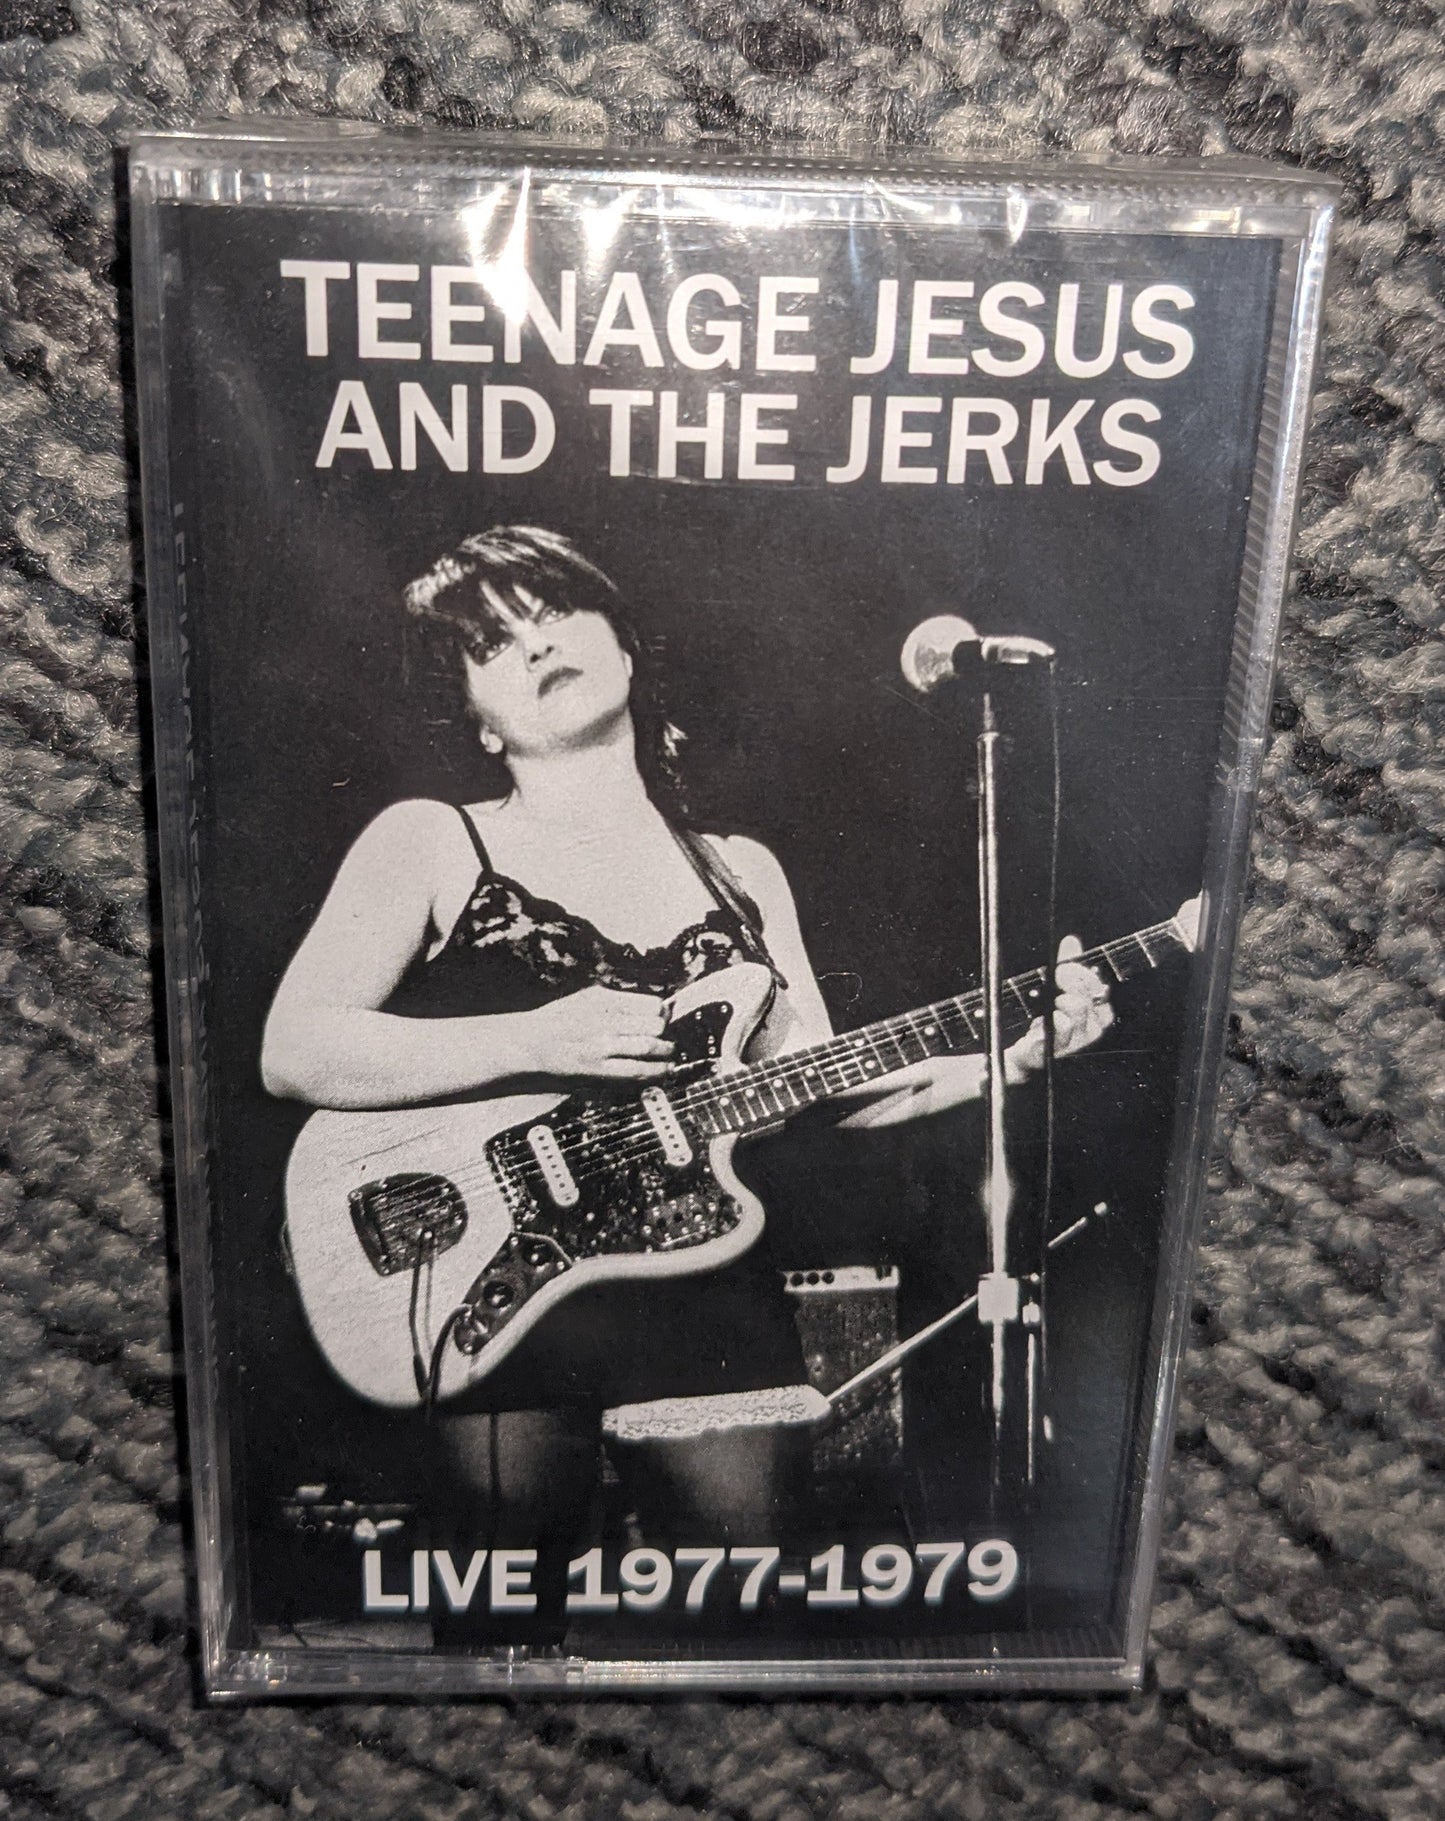 TEENAGE JESUS
AND THE JERKS
LIVE 1977-1979